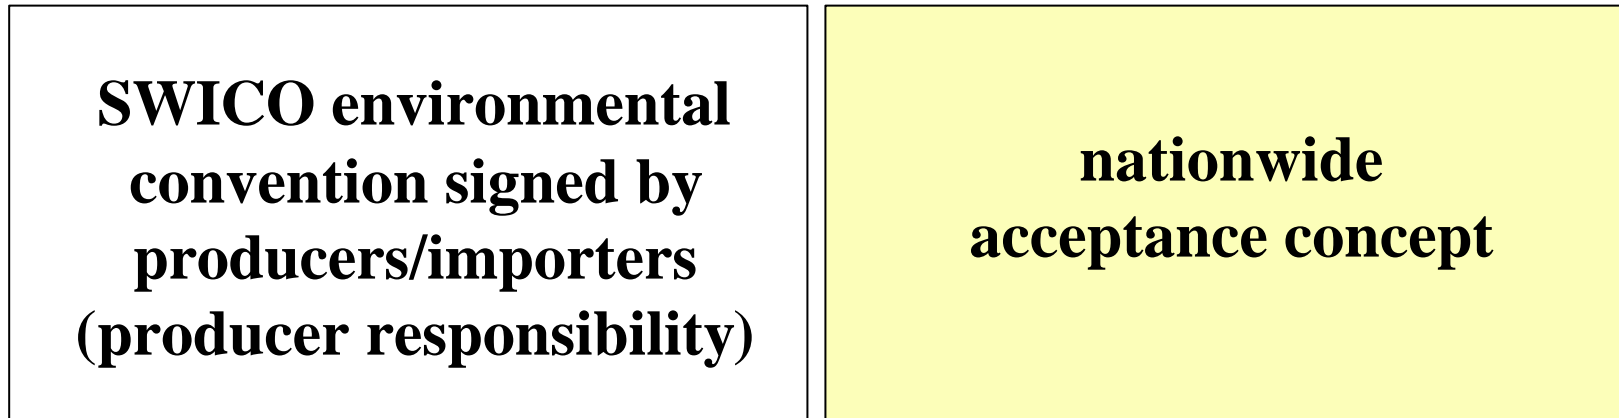 SWICO environmental
convention signed by
producers/importers
(producer responsibility)
nationwide
acceptance concept